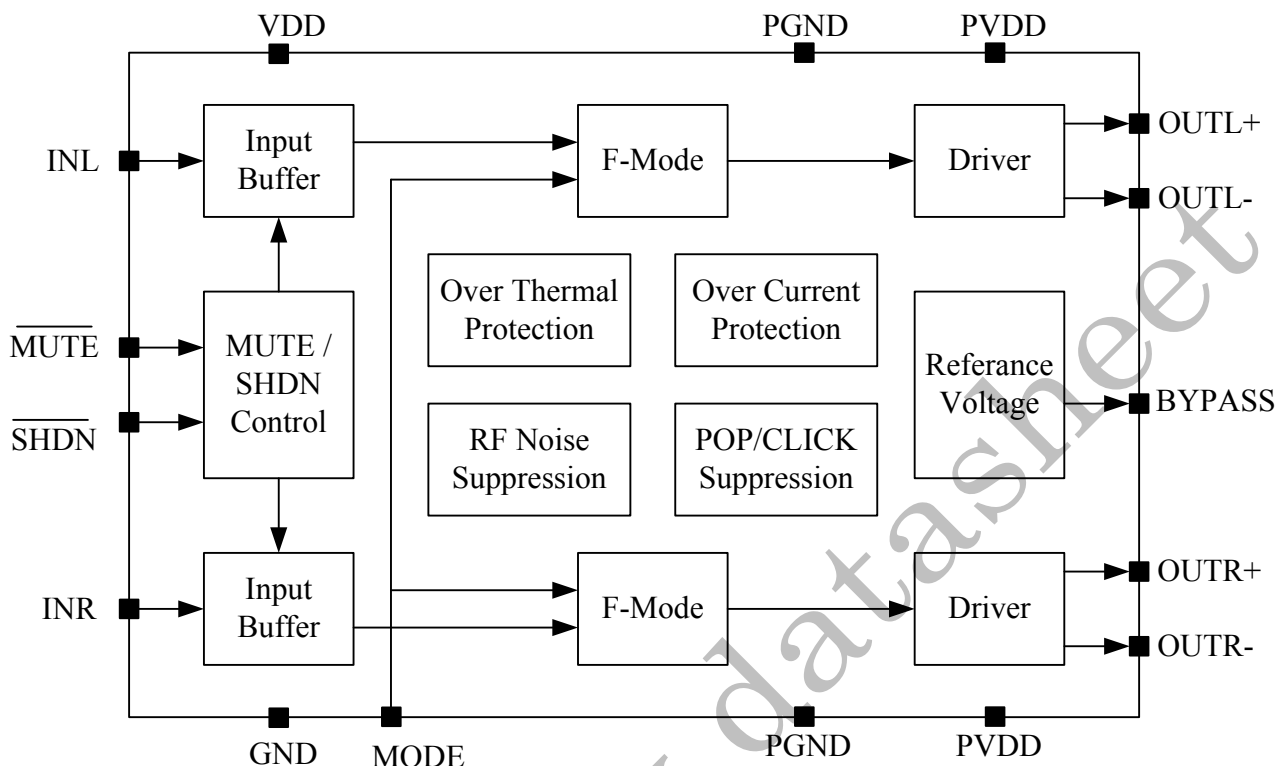 VDD
PGND
PVDD
INL
Input
Buffer
F-Mode
Driver
OUTL+
OUTL-
MUTE
SHDN
MUTE /
SHDN
Control
Over Thermal
Protection
Over Current
Protection
RF Noise
Suppression
POP/CLICK
Suppression
Referance
Voltage
BYPASS
INR
Input
Buffer
F-Mode
Driver
OUTR+
OUTR-
GND
MODE
PGND
PVDD
datasheet